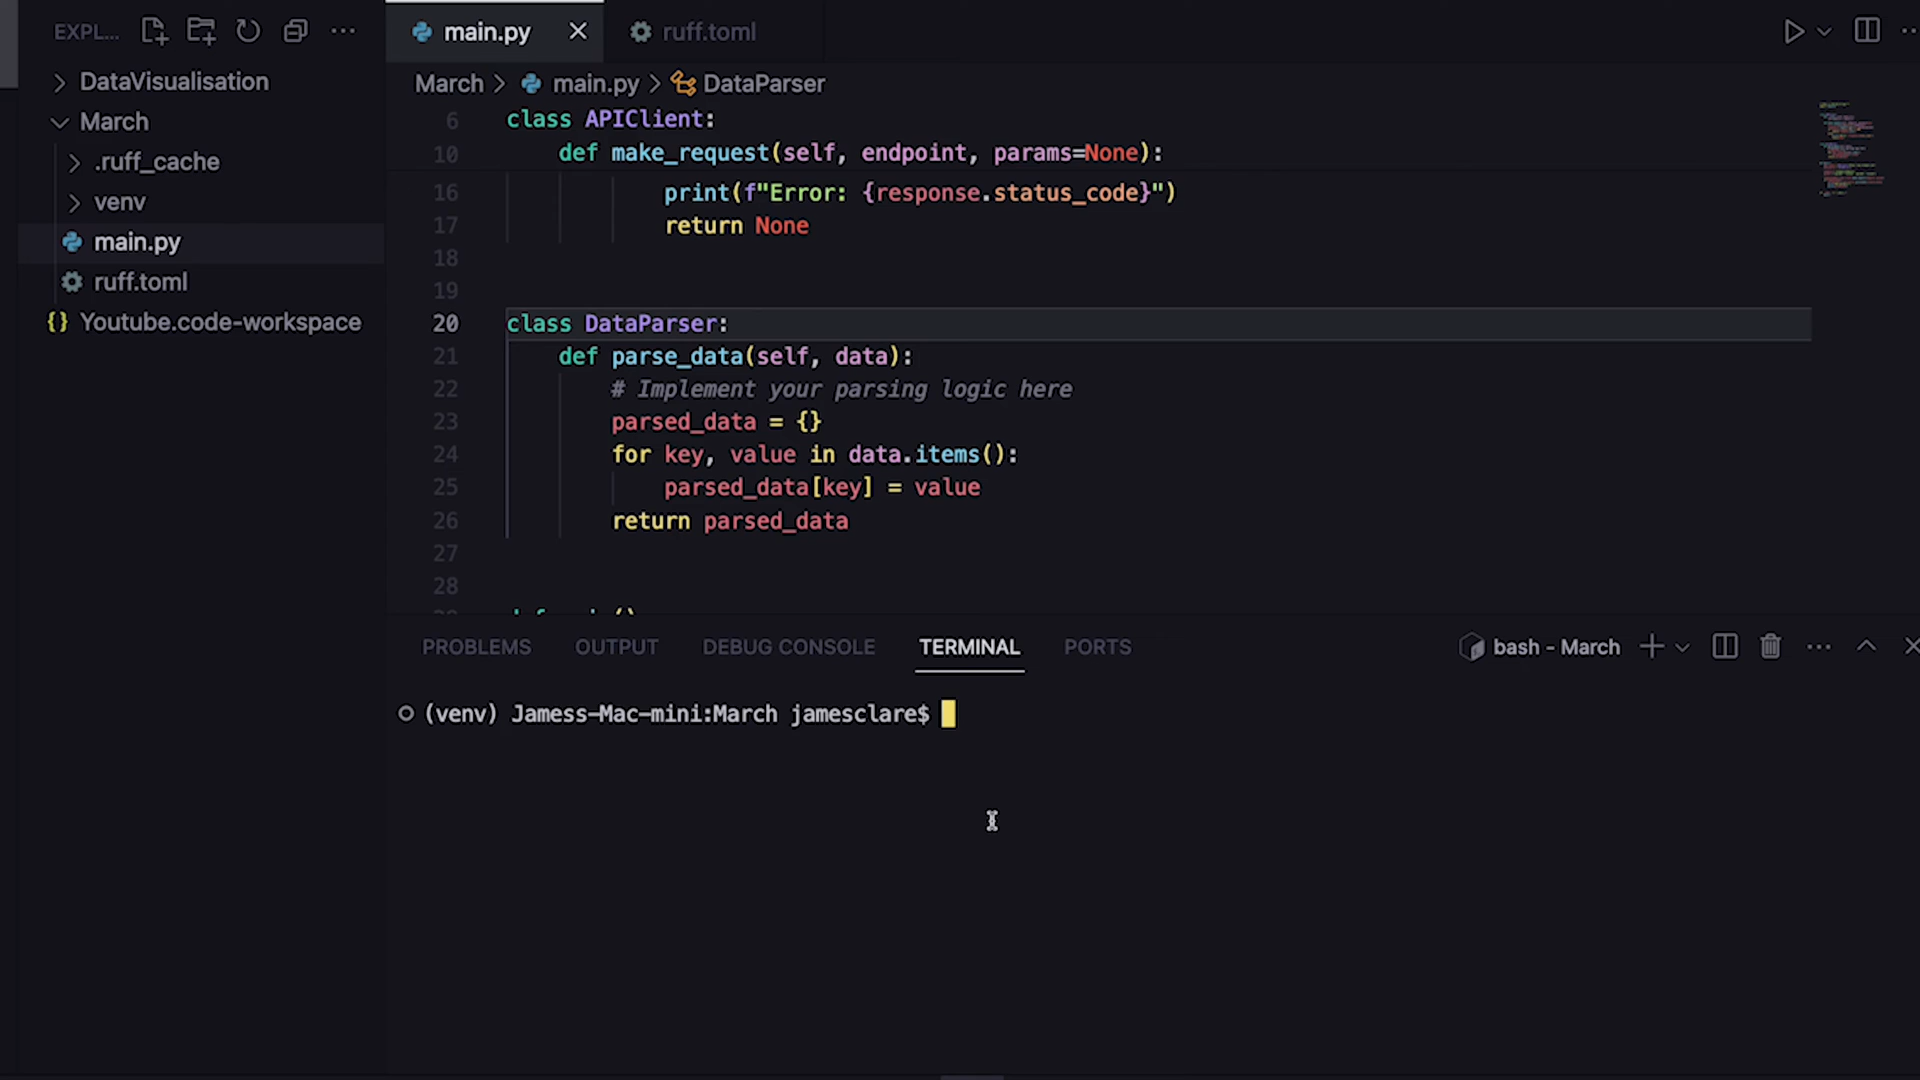 EXPL...
DataVisualisation
March
.ruff_cache
venv
main.py
ruff.toml
Youtube.code-workspace
main.py
ruff.toml
March > main.py > DataParser
6 class APIClient:
10 def make_request(self, endpoint, params=None):
16 print(f"Error: {response.status_code}")
17 return None
18
19
20 class DataParser:
21 def parse_data(self, data):
22 # Implement your parsing logic here
23 parsed_data = {}
24 for key, value in data.items():
25 parsed_data[key] = value
26 return parsed_data
27
28
PROBLEMS OUTPUT DEBUG CONSOLE TERMINAL PORTS
bash - March
(venv) Jamess-Mac-mini:March jamesclare$